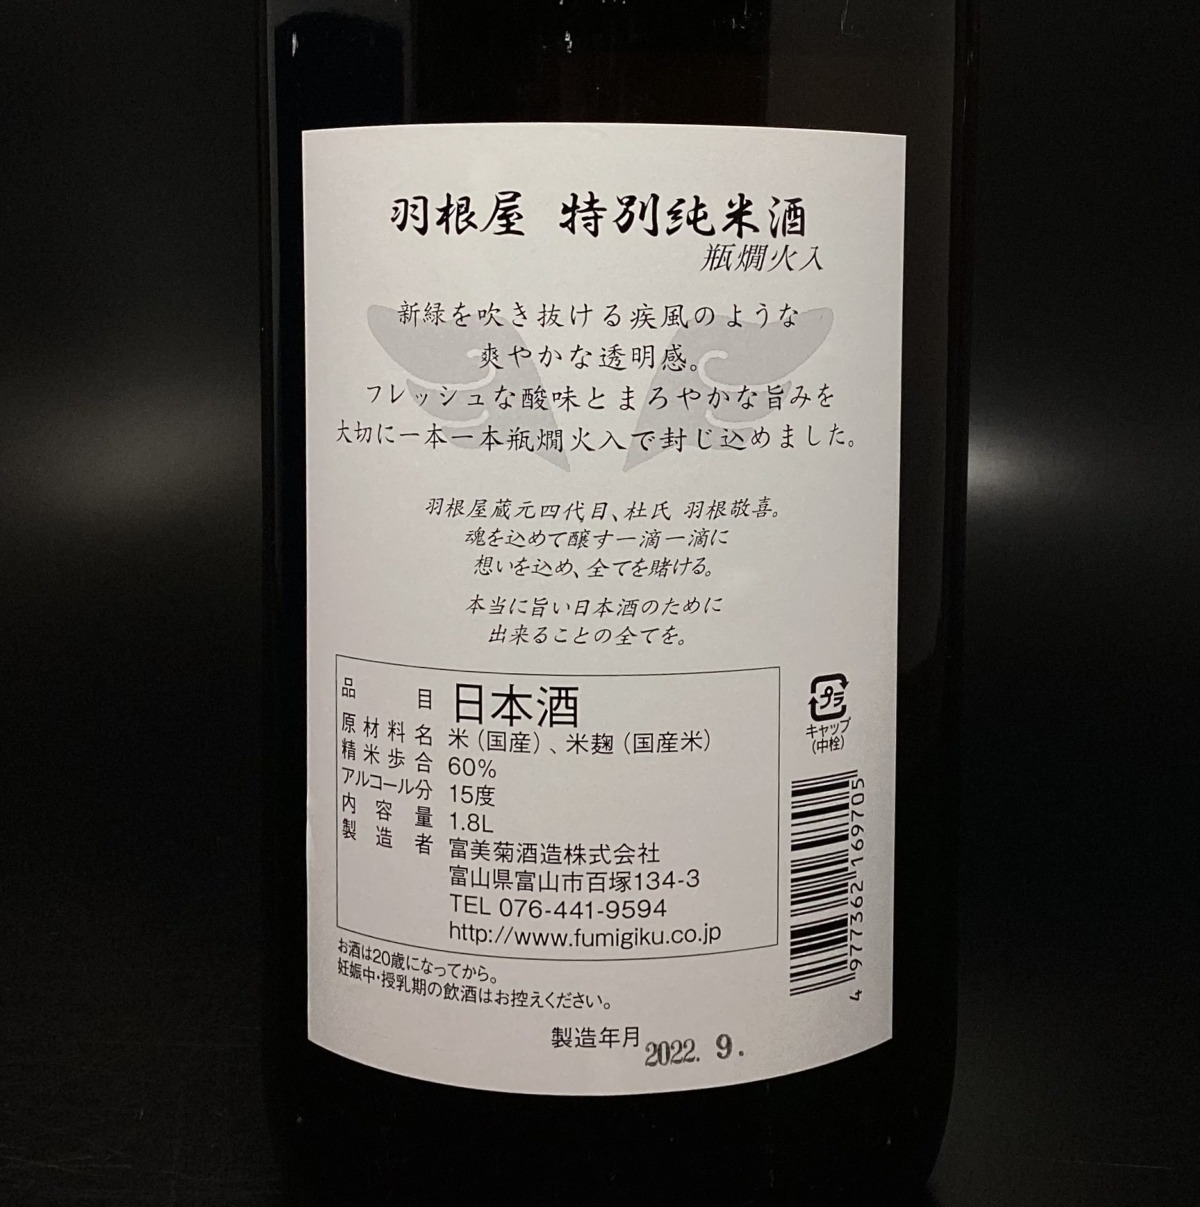 羽根屋 特別純米酒
瓶燗火入
新緑を吹き抜ける疾風のような
爽やかな透明感。
フレッシュな酸味とまろやかな旨みを
大切に一本一本瓶燗火入で封じ込めました。
羽根屋蔵元四代目、杜氏 羽根敬喜。
魂を込めて醸す一滴一滴に
想いを込め、全てを賭ける。
本当に旨い日本酒のために
出来ることの全てを。
品目 日本酒
原材料名 米(国産)、米麹(国産米)
精米歩合 60%
アルコール分 15度
内容量 1.8L
製造者 富美菊酒造株式会社
富山県富山市百塚134-3
TEL 076-441-9594
http://www.fumigiku.co.jp
プラ
キャップ
(中栓)
4 977362 169705
お酒は20歳になってから。
妊娠中・授乳期の飲酒はお控えください。
製造年月 2022. 9.